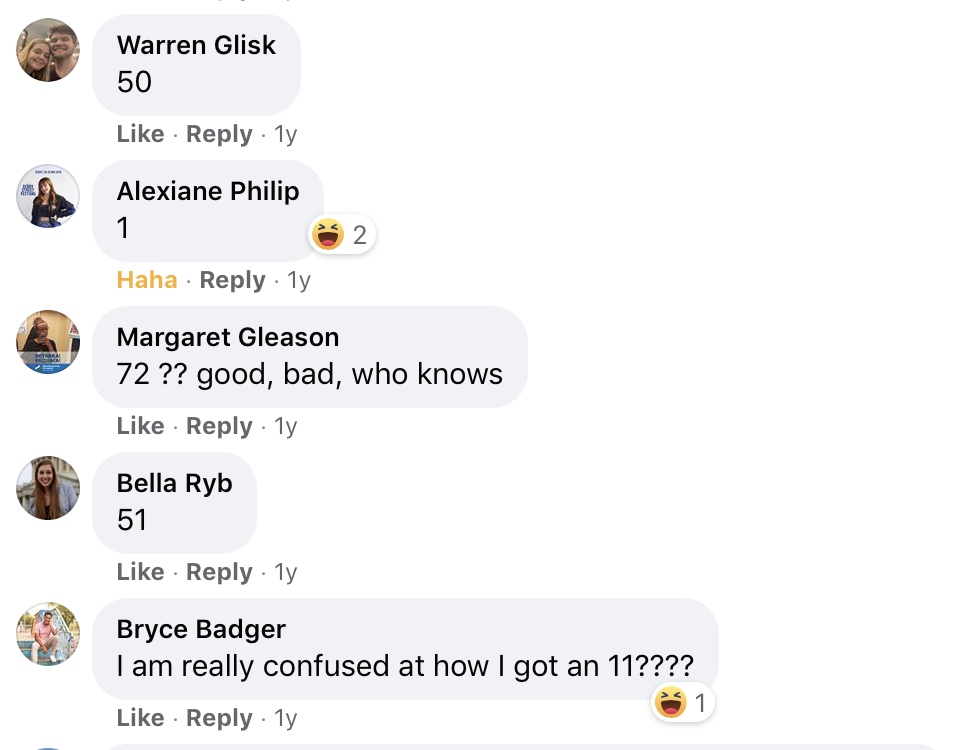 Warren Glisk
50
Like · Reply · 1y
Alexiane Philip
1
2
Haha · Reply · 1y
Margaret Gleason
72 ?? good, bad, who knows
Like · Reply · 1y
Bella Ryb
51
Like · Reply · 1y
Bryce Badger
I am really confused at how I got an 11????
1
Like · Reply · 1y